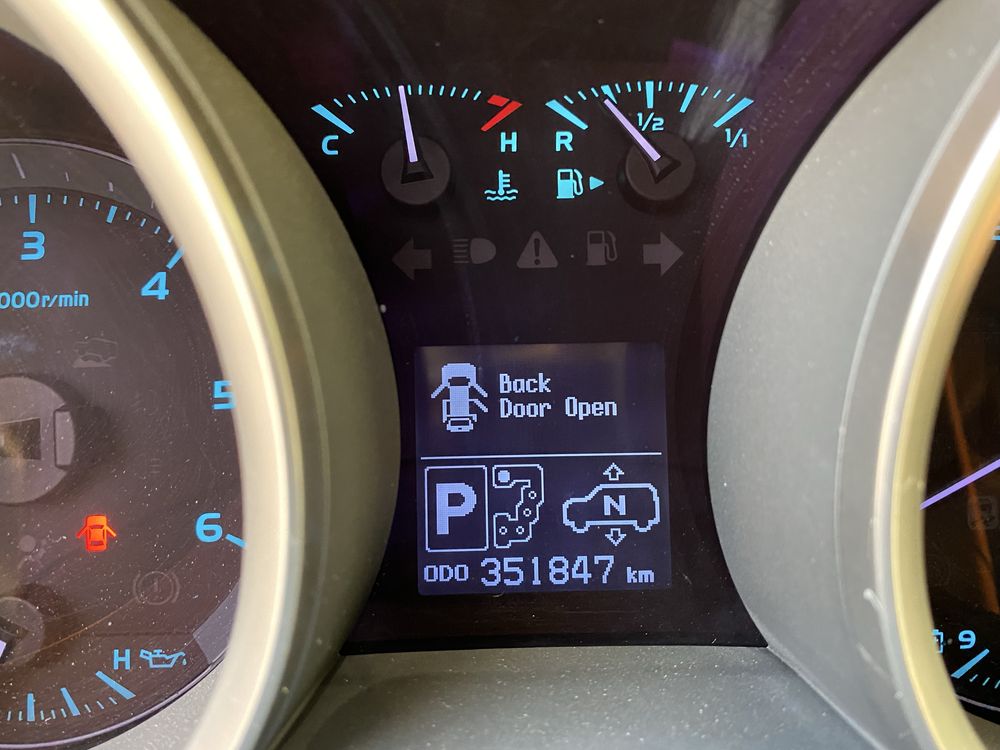 C
H
R
1/2
1/1
3
4
000r/min
5
6
H
Back
Door Open
P
N
ODO 351847 km
9